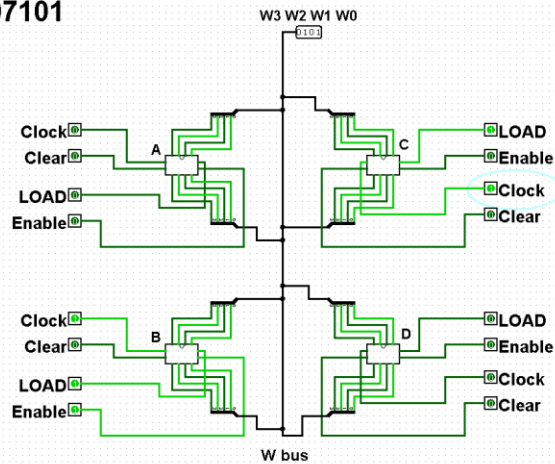 07101
W3 W2 W1 W0
0101
A
Clock
Clear
LOAD
Enable
C
LOAD
Enable
Clock
Clear
B
Clock
Clear
LOAD
Enable
D
LOAD
Enable
Clock
Clear
W bus